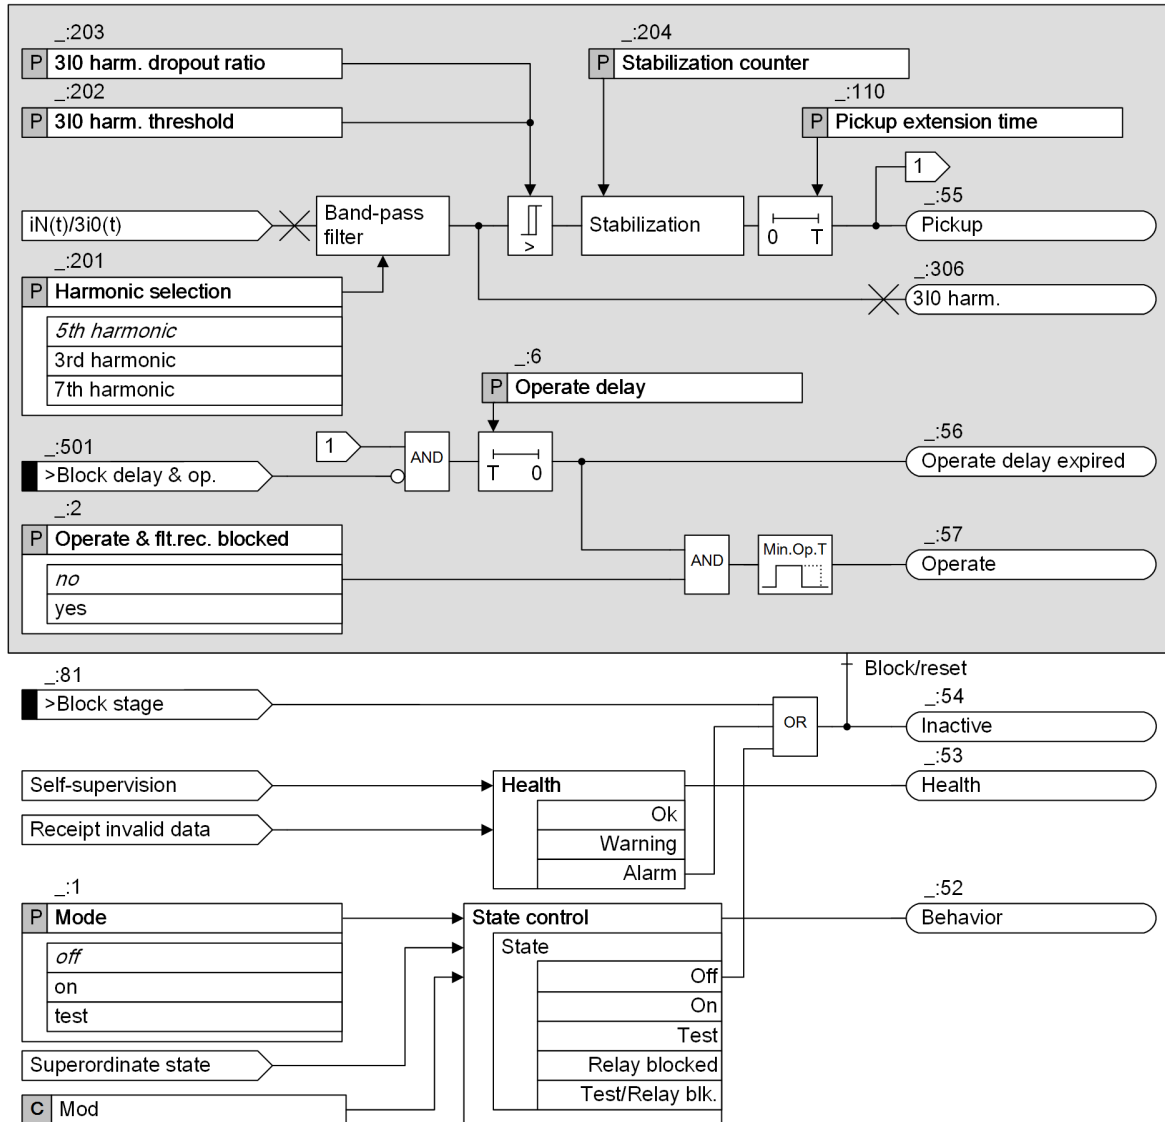 _:203
P 3I0 harm. dropout ratio
_:204
P Stabilization counter
_:202
P 3I0 harm. threshold
_:110
P Pickup extension time
1
_:55
iN(t)/3i0(t)
Band-pass
filter
>
Stabilization
0 T
Pickup
_:201
P Harmonic selection
5th harmonic
3rd harmonic
7th harmonic
_:306
3I0 harm.
_:6
P Operate delay
_:501
>Block delay & op.
1
AND
T 0
_:56
Operate delay expired
_:2
P Operate & flt.rec. blocked
no
yes
AND
Min.Op.T
_:57
Operate
Block/reset
_:81
>Block stage
OR
_:54
Inactive
_:53
Self-supervision
Health
Health
Ok
Receipt invalid data
Warning
Alarm
_:1
P Mode
off
on
test
State control
State
Off
On
Test
Relay blocked
Test/Relay blk.
_:52
Behavior
Superordinate state
C Mod